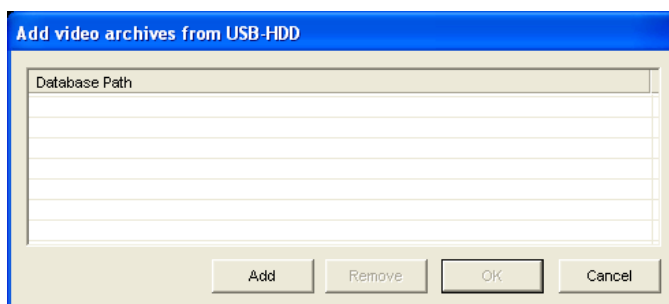 Add video archives from USB-HDD
Database Path
Add Remove OK Cancel